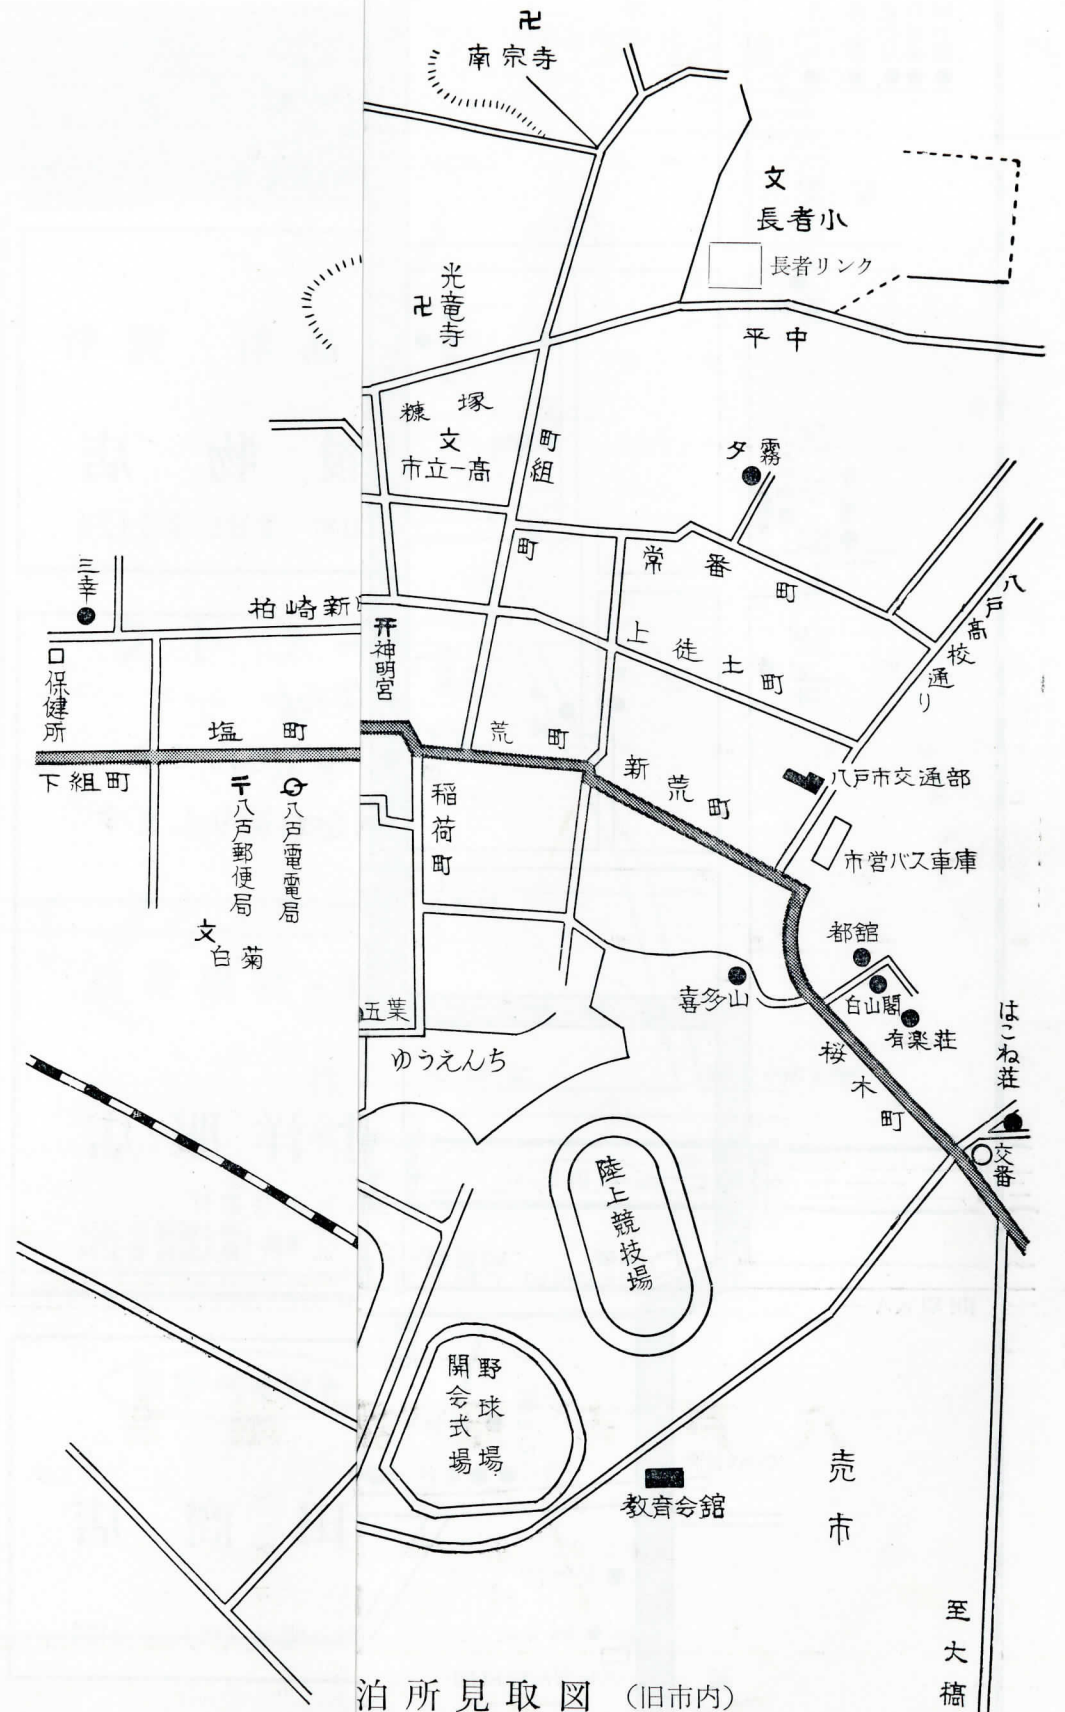 卍
南宗寺
文
長者小
長者リンク
光竜寺
卍
平中
糠塚
文
市立一高
町組
夕霧
町
常番町
八戸高校通り
三幸
柏崎新
神明宮
上徒士町
保健所
塩町
荒町
下組町
新荒町
八戸市交通部
〒
八戸郵便局
八戸電電局
稲荷町
市営バス車庫
文
白菊
都舘
喜多山
白山閣
有楽荘
五葉
はこね荘
ゆうえんち
桜木町
交番
陸上競技場
野球場
開会式場
教育会舘
売市
至大橋
泊所見取図 (旧市内)